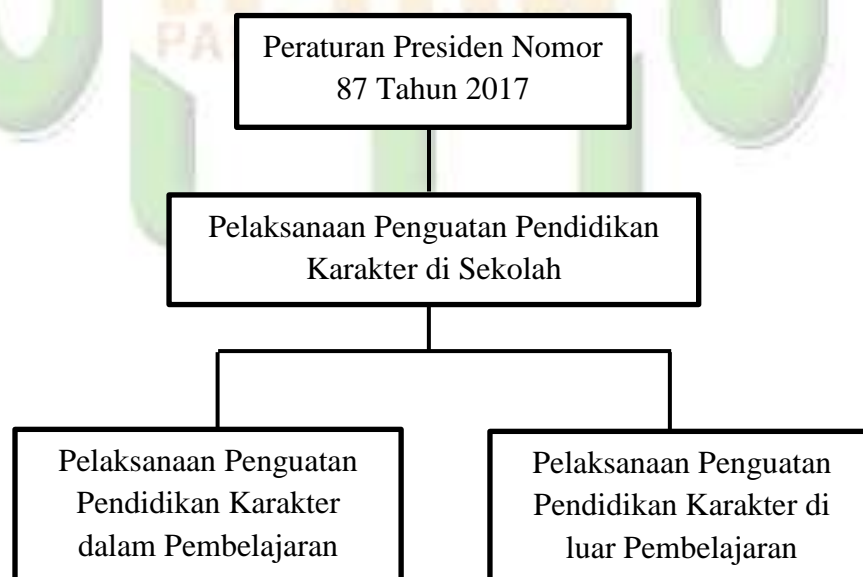 Peraturan Presiden Nomor
87 Tahun 2017
Pelaksanaan Penguatan Pendidikan
Karakter di Sekolah
Pelaksanaan Penguatan
Pendidikan Karakter
dalam Pembelajaran
Pelaksanaan Penguatan
Pendidikan Karakter di
luar Pembelajaran